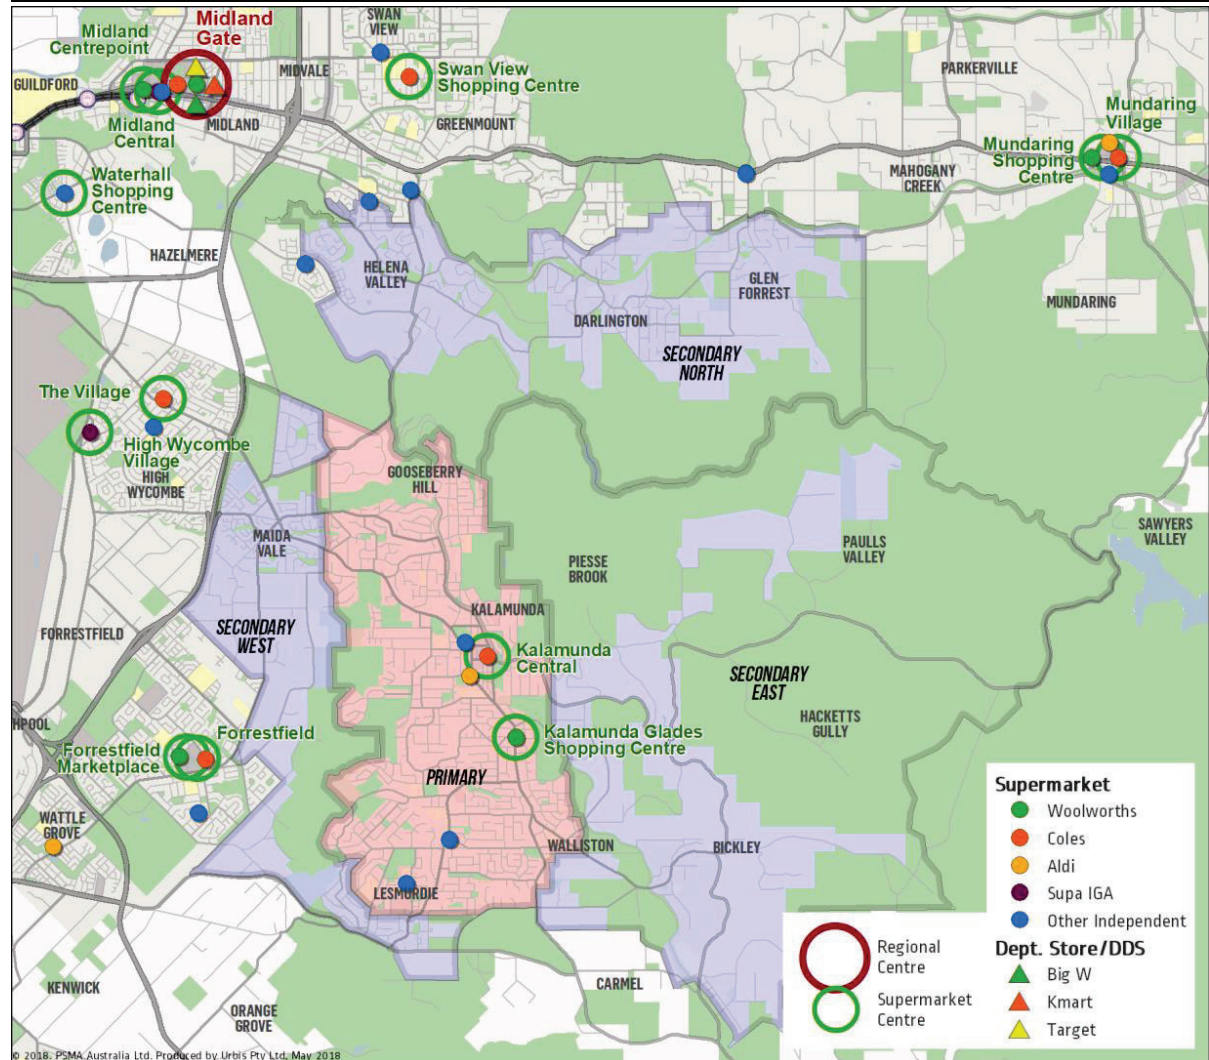 Midland
Centrepoint
Midland
Gate
SWAN
VIEW
GUILDFORD
MIDVALE
Swan View
Shopping Centre
PARKERVILLE
Mundaring
Village
Midland
Central
MIDLAND
GREENMOUNT
Mundaring
Shopping
Centre
MAHOGANY
CREEK
Waterhall
Shopping
Centre
HAZELMERE
HELENA
VALLEY
GLEN
FORREST
MUNDARING
DARLINGTON
SECONDARY
NORTH
The Village
High Wycombe
Village
HIGH
WYCOMBE
GOOSEBERRY
HILL
MAIDA
VALE
PAULLS
VALLEY
SAWYERS
VALLEY
PIESSE
BROOK
KALAMUNDA
FORRESTFIELD
SECONDARY
WEST
Kalamunda
Central
SECONDARY
EAST
HACKETTS
GULLY
HPOOL
Forrestfield
Forrestfield
Marketplace
Kalamunda Glades
Shopping Centre
PRIMARY
WATTLE
GROVE
WALLISTON
BICKLEY
LESMURDIE
KENWICK
ORANGE
GROVE
CARMEL
Supermarket
Woolworths
Coles
Aldi
Supa IGA
Other Independent
Dept. Store/DDS
Big W
Kmart
Target
Regional
Centre
Supermarket
Centre
© 2018. PSMA Australia Ltd. Produced by Urbis Pty Ltd, May 2018